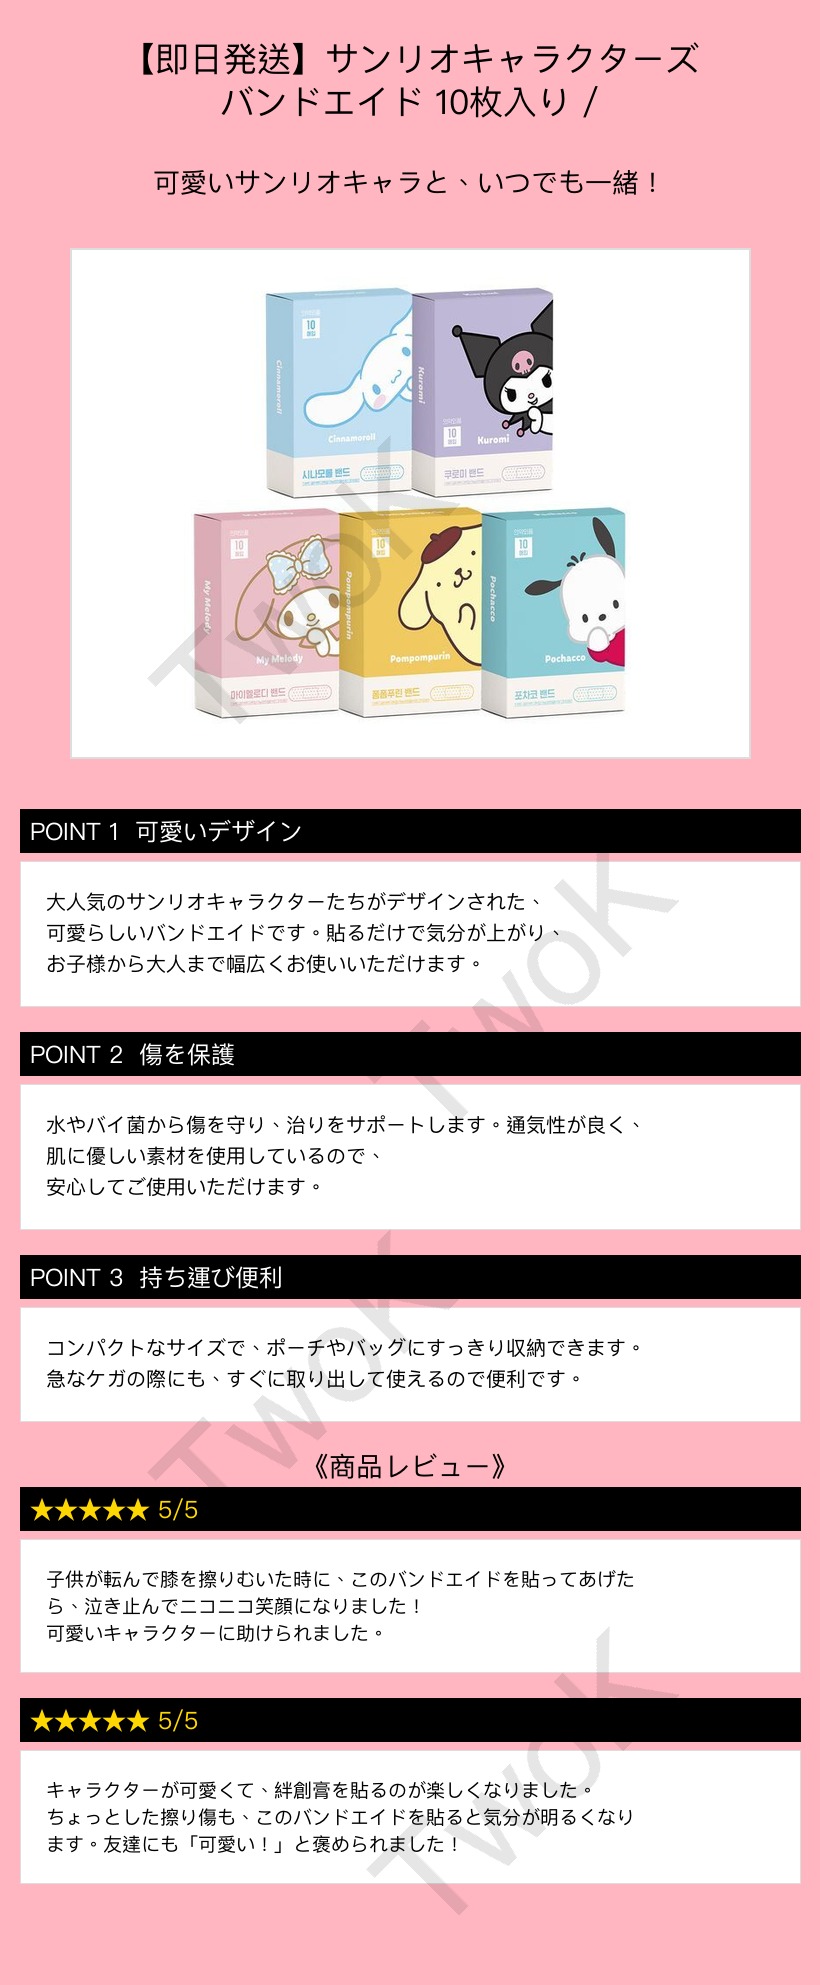 【即日発送】サンリオキャラクターズ
バンドエイド 10枚入り /
可愛いサンリオキャラと、いつでも一緒！
10
매입
Cinnamoroll
Cinnamoroll
시나모롤 밴드
Kuromi
10
매입
Kuromi
쿠로미 밴드
My Melody
My Melody
10
매입
My Melody
마이멜로디 밴드
Pompompurin
Pompompurin
10
매입
Pompompurin
폼폼푸린 밴드
Pochacco
Pochacco
10
매입
Pochacco
포차코 밴드
TwoK
POINT 1 可愛いデザイン
大人気のサンリオキャラクターたちがデザインされた、
可愛らしいバンドエイドです。貼るだけで気分が上がり、
お子様から大人まで幅広くお使いいただけます。
TwoK
POINT 2 傷を保護
水やバイ菌から傷を守り、治りをサポートします。通気性が良く、
肌に優しい素材を使用しているので、
安心してご使用いただけます。
POINT 3 持ち運び便利
コンパクトなサイズで、ポーチやバッグにすっきり収納できます。
急なケガの際にも、すぐに取り出して使えるので便利です。
TwoK
《商品レビュー》
★★★★★ 5/5
子供が転んで膝を擦りむいた時に、このバンドエイドを貼ってあげた
ら、泣き止んでニコニコ笑顔になりました！
可愛いキャラクターに助けられました。
★★★★★ 5/5
キャラクターが可愛くて、絆創膏を貼るのが楽しくなりました。
ちょっとした擦り傷も、このバンドエイドを貼ると気分が明るくなり
ます。友達にも「可愛い！」と褒められました！
TwoK